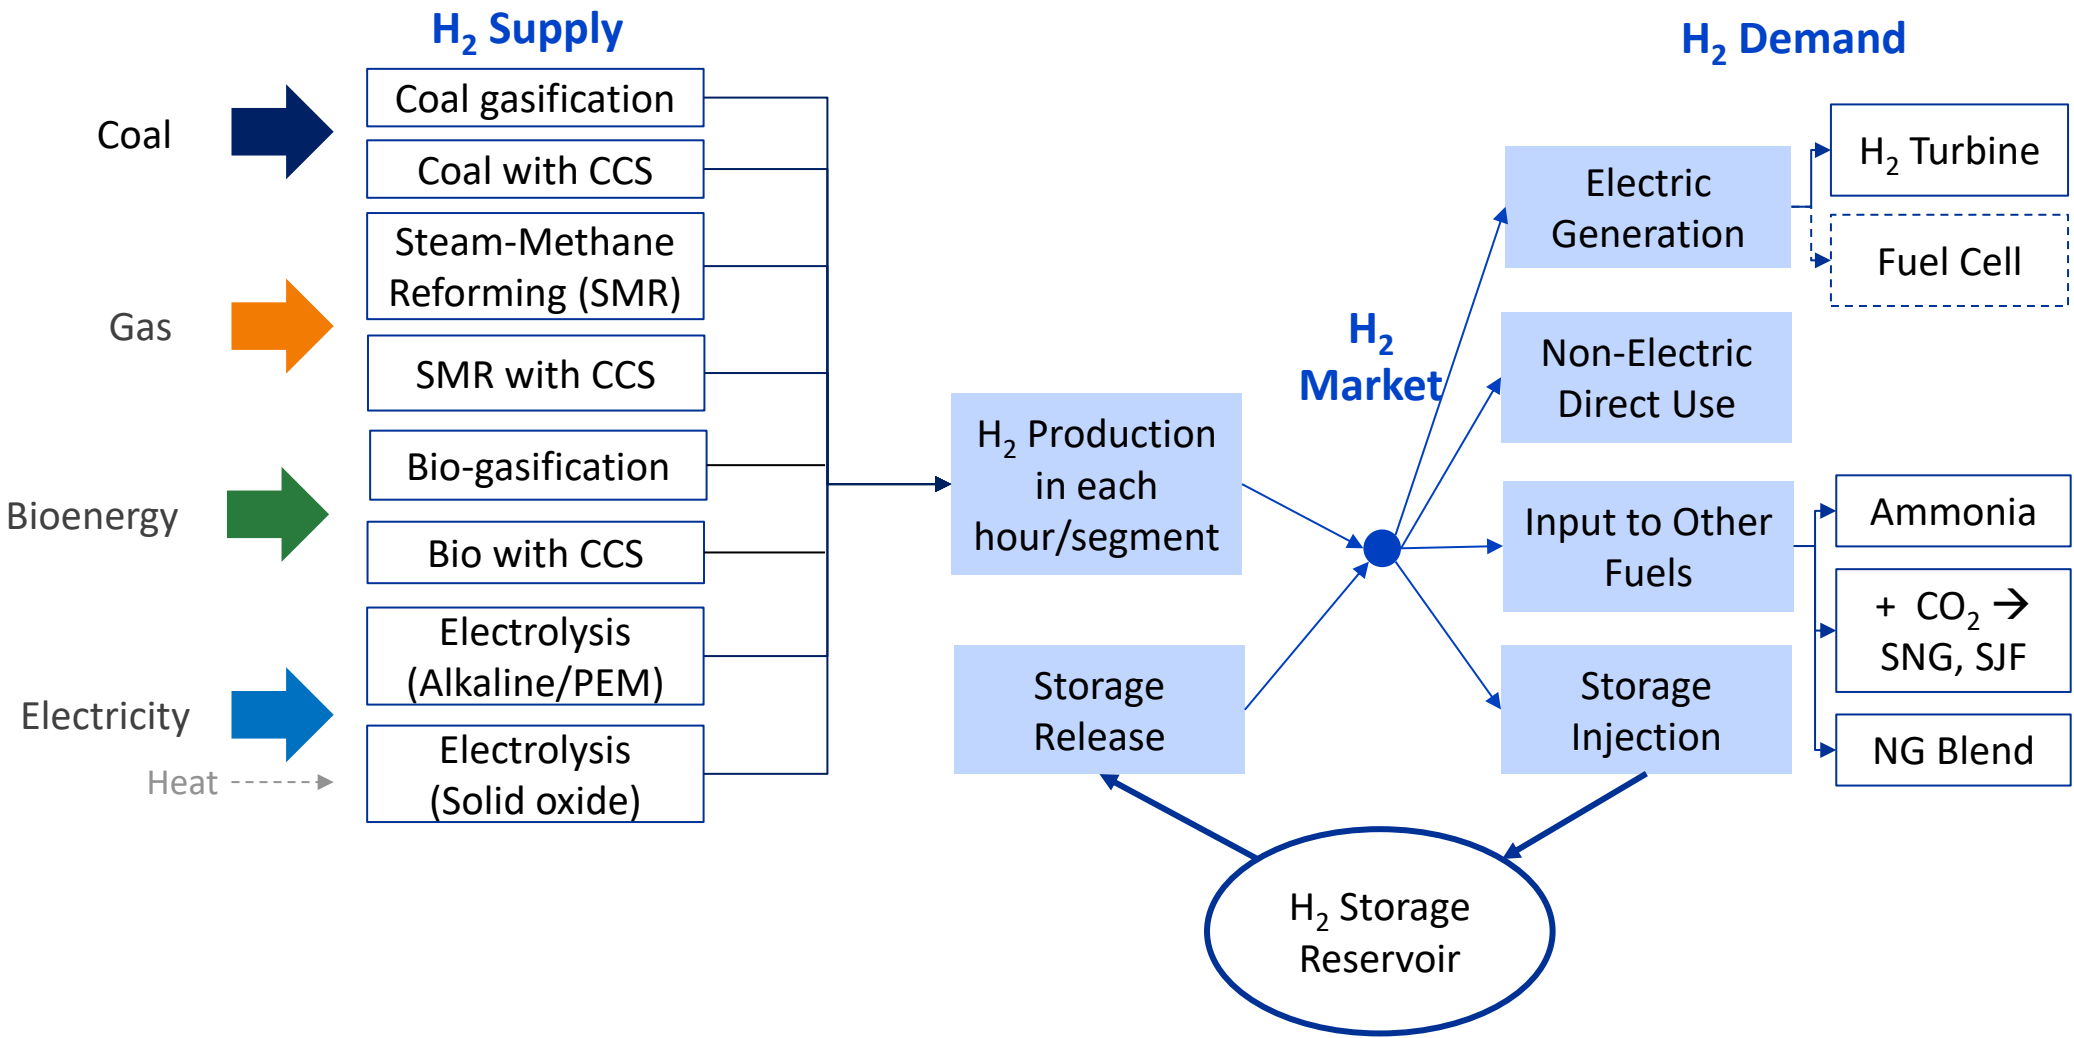 H₂ Supply
Coal
Coal gasification
Coal with CCS
Gas
Steam-Methane
Reforming (SMR)
SMR with CCS
Bioenergy
Bio-gasification
Bio with CCS
Electricity
Heat
Electrolysis
(Alkaline/PEM)
Electrolysis
(Solid oxide)
H₂ Production
in each
hour/segment
Storage
Release
H₂
Market
H₂ Storage
Reservoir
H₂ Demand
Electric
Generation
H₂ Turbine
Fuel Cell
Non-Electric
Direct Use
Input to Other
Fuels
Ammonia
+ CO₂ →
SNG, SJF
NG Blend
Storage
Injection